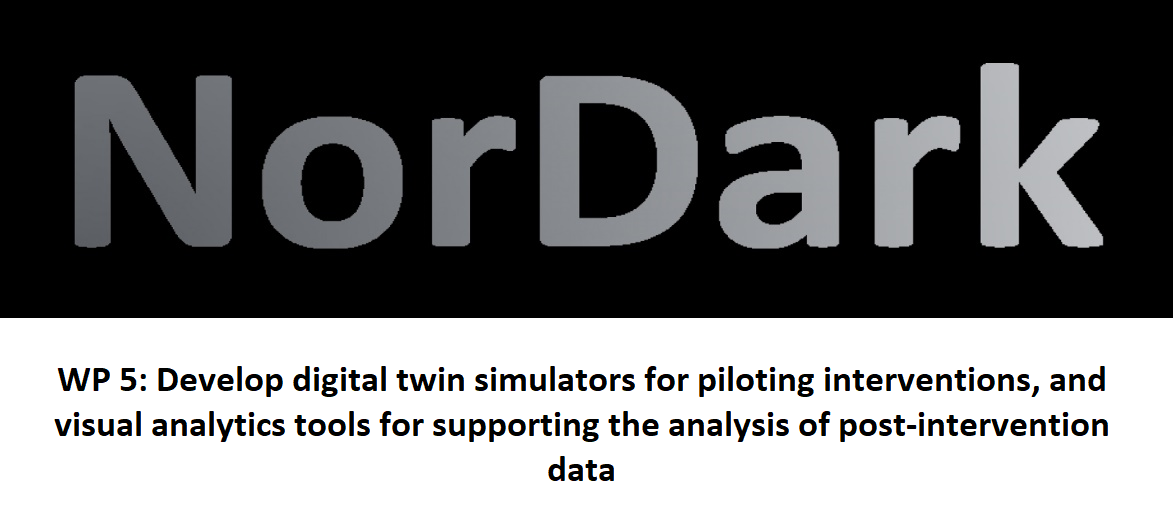 NorDark
WP 5: Develop digital twin simulators for piloting interventions, and
visual analytics tools for supporting the analysis of post-intervention
data